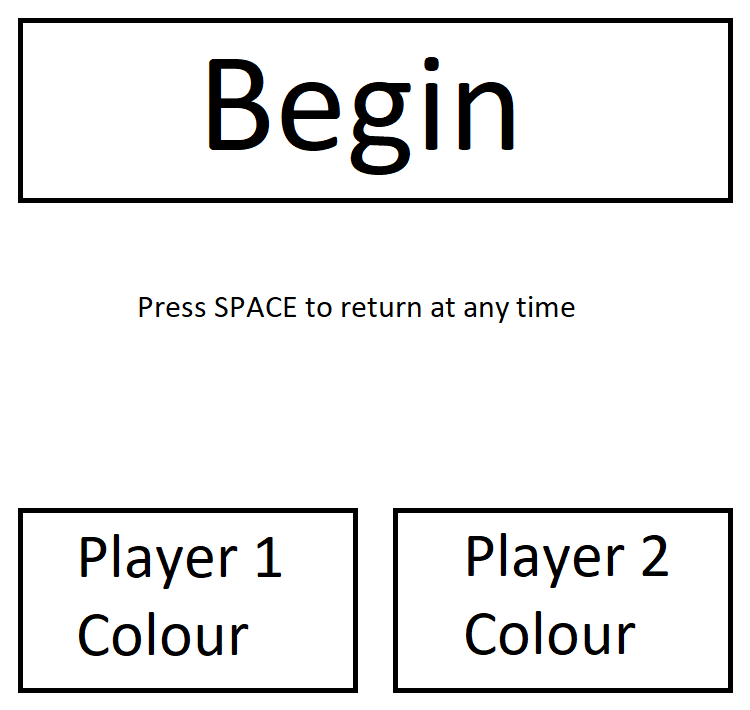 Begin
Press SPACE to return at any time
Player 1
Colour
Player 2
Colour